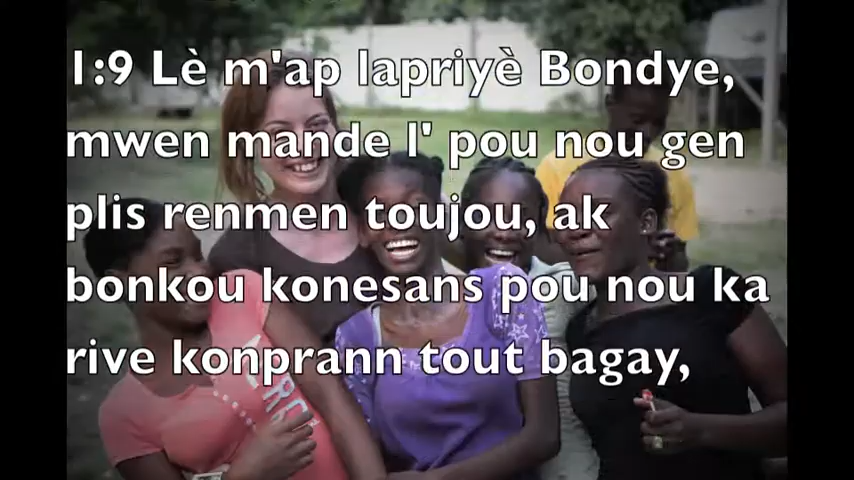 1:9 Lè m'ap lapriyè Bondye,
mwen mande l' pou nou gen
plis renmen toujou, ak
bonkou konesans pou nou ka
rive konprann tout bagay,